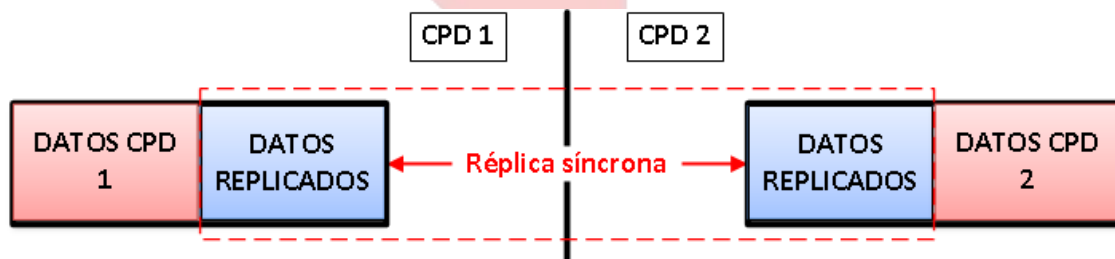 CPD 1
CPD 2
DATOS CPD
1
DATOS
REPLICADOS
Réplica síncrona
DATOS
REPLICADOS
DATOS CPD
2